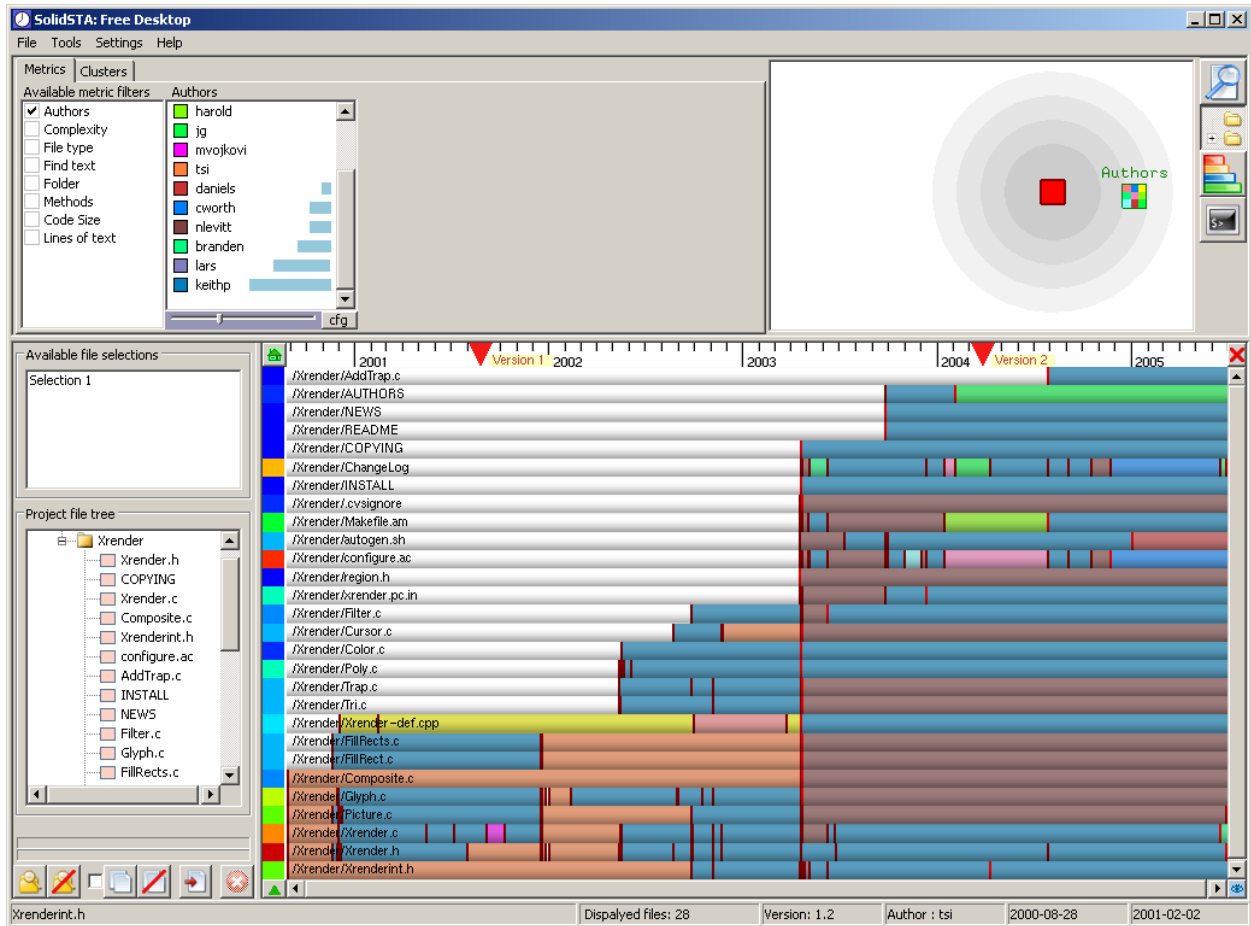 SolidSTA: Free Desktop
File Tools Settings Help
Metrics Clusters
Available metric filters
Authors
Complexity
File type
Find text
Folder
Methods
Code Size
Lines of text
Authors
harold
jg
mvojkovi
tsi
daniels
cworth
nlevitt
branden
lars
keithp
cfg
Authors
Available file selections
Selection 1
Project file tree
Xrender
Xrender.h
COPYING
Xrender.c
Composite.c
Xrenderint.h
configure.ac
AddTrap.c
INSTALL
NEWS
Filter.c
Glyph.c
FillRects.c
2001 Version 1 2002 2003 2004 Version 2 2005
/Xrender/AddTrap.c
/Xrender/AUTHORS
/Xrender/NEWS
/Xrender/README
/Xrender/COPYING
/Xrender/ChangeLog
/Xrender/INSTALL
/Xrender/.cvsignore
/Xrender/Makefile.am
/Xrender/autogen.sh
/Xrender/configure.ac
/Xrender/region.h
/Xrender/xrender.pc.in
/Xrender/Filter.c
/Xrender/Cursor.c
/Xrender/Color.c
/Xrender/Poly.c
/Xrender/Trap.c
/Xrender/Tri.c
/Xrender/Xrender-def.cpp
/Xrender/FillRects.c
/Xrender/FillRect.c
/Xrender/Composite.c
/Xrender/Glyph.c
/Xrender/Picture.c
/Xrender/Xrender.c
/Xrender/Xrender.h
/Xrender/Xrenderint.h
Xrenderint.h Dispalyed files: 28 Version: 1.2 Author : tsi 2000-08-28 2001-02-02